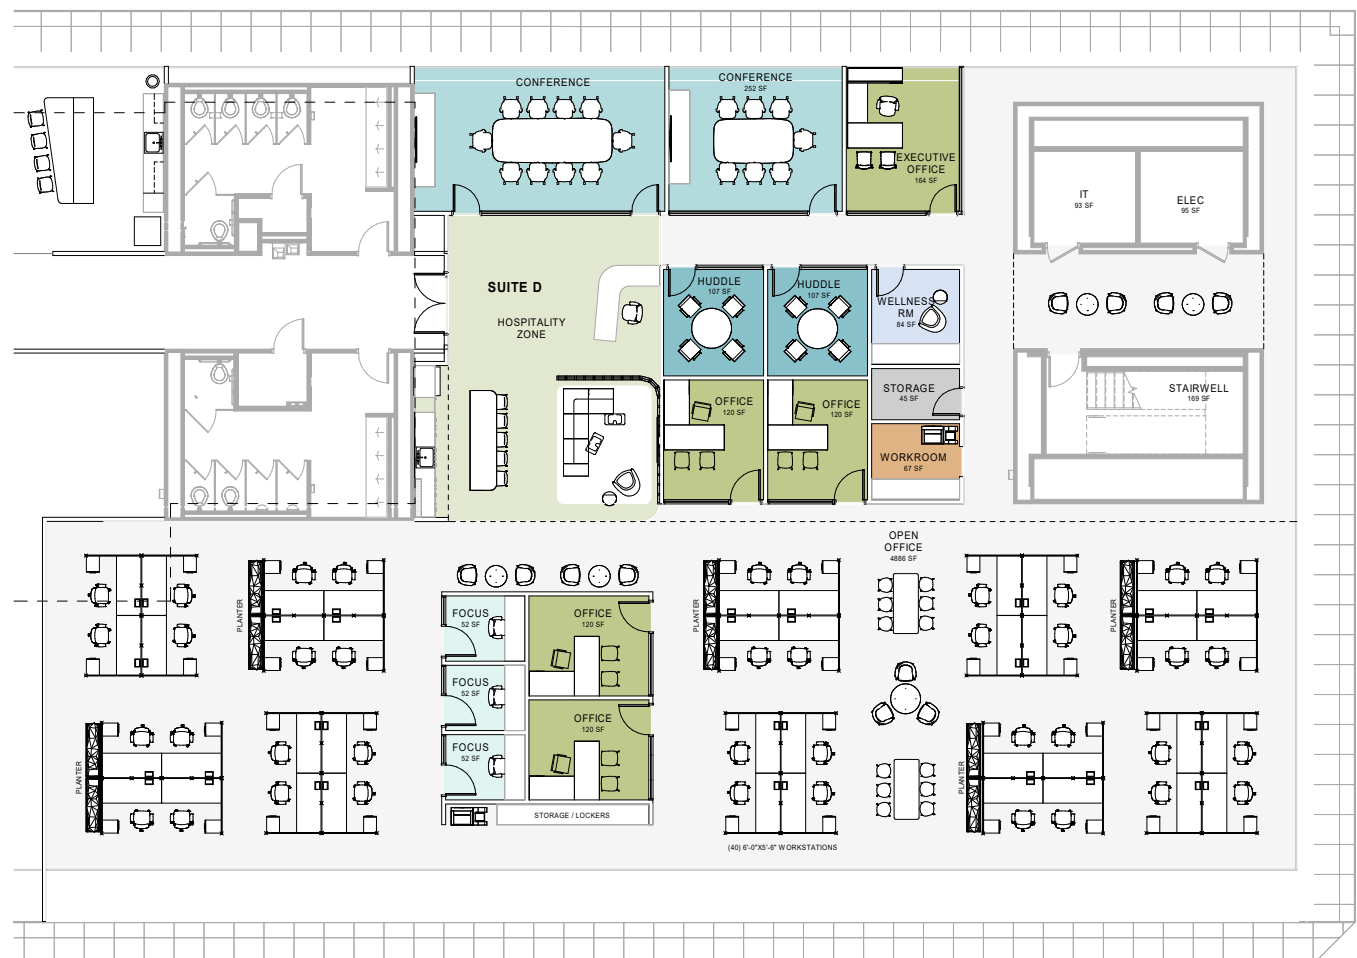 CONFERENCE
CONFERENCE
252 SF
EXECUTIVE
OFFICE
164 SF
IT
93 SF
ELEC
95 SF
SUITE D
HOSPITALITY
ZONE
HUDDLE
107 SF
HUDDLE
107 SF
WELLNESS
RM
84 SF
STORAGE
45 SF
STAIRWELL
169 SF
OFFICE
120 SF
OFFICE
120 SF
WORKROOM
67 SF
OPEN
OFFICE
4886 SF
PLANTER
FOCUS
52 SF
OFFICE
120 SF
PLANTER
PLANTER
FOCUS
52 SF
FOCUS
52 SF
OFFICE
120 SF
PLANTER
PLANTER
STORAGE / LOCKERS
(40) 6'-0"X5'-6" WORKSTATIONS